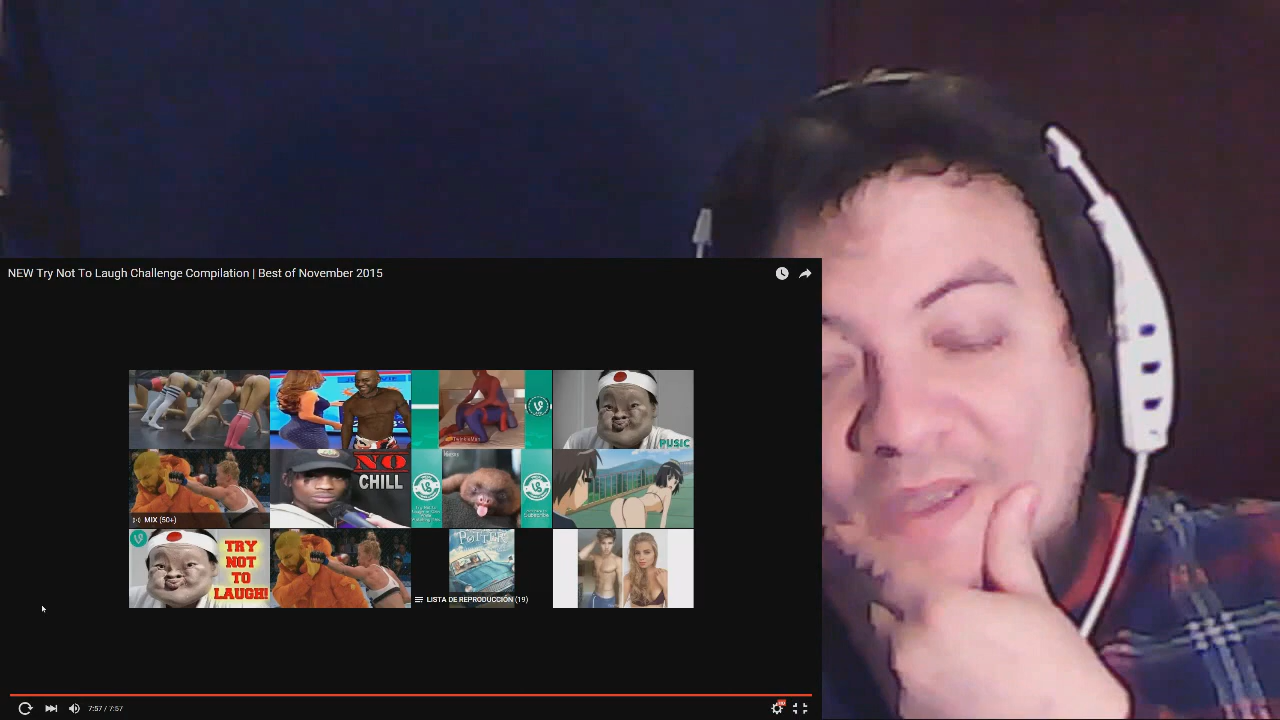 NEW Try Not To Laugh Challenge Compilation | Best of November 2015
PUSIC
NO
CHILL
MIX (50+)
TRY
NOT
TO
LAUGH!
POTTER
LISTA DE REPRODUCCIÓN (19)
7:57 / 7:57